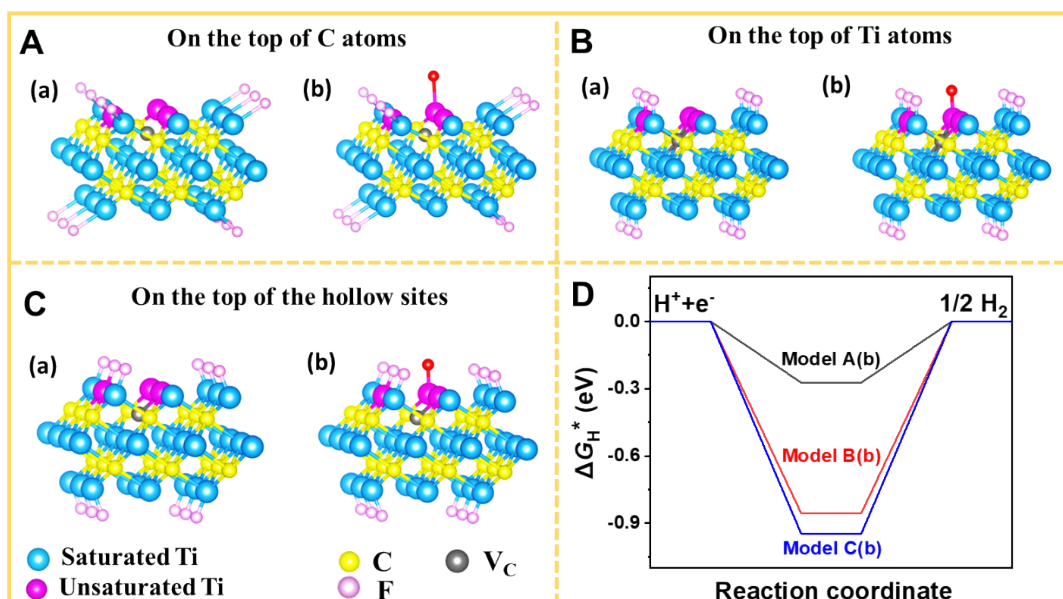 A
On the top of C atoms
(a)
(b)
B
On the top of Ti atoms
(a)
(b)
C
On the top of the hollow sites
(a)
(b)
Saturated Ti
Unsaturated Ti
C
F
V_C
D
H⁺+e⁻
1/2 H₂
0.0
-0.3
-0.6
-0.9
ΔG_H* (eV)
Model A(b)
Model B(b)
Model C(b)
Reaction coordinate